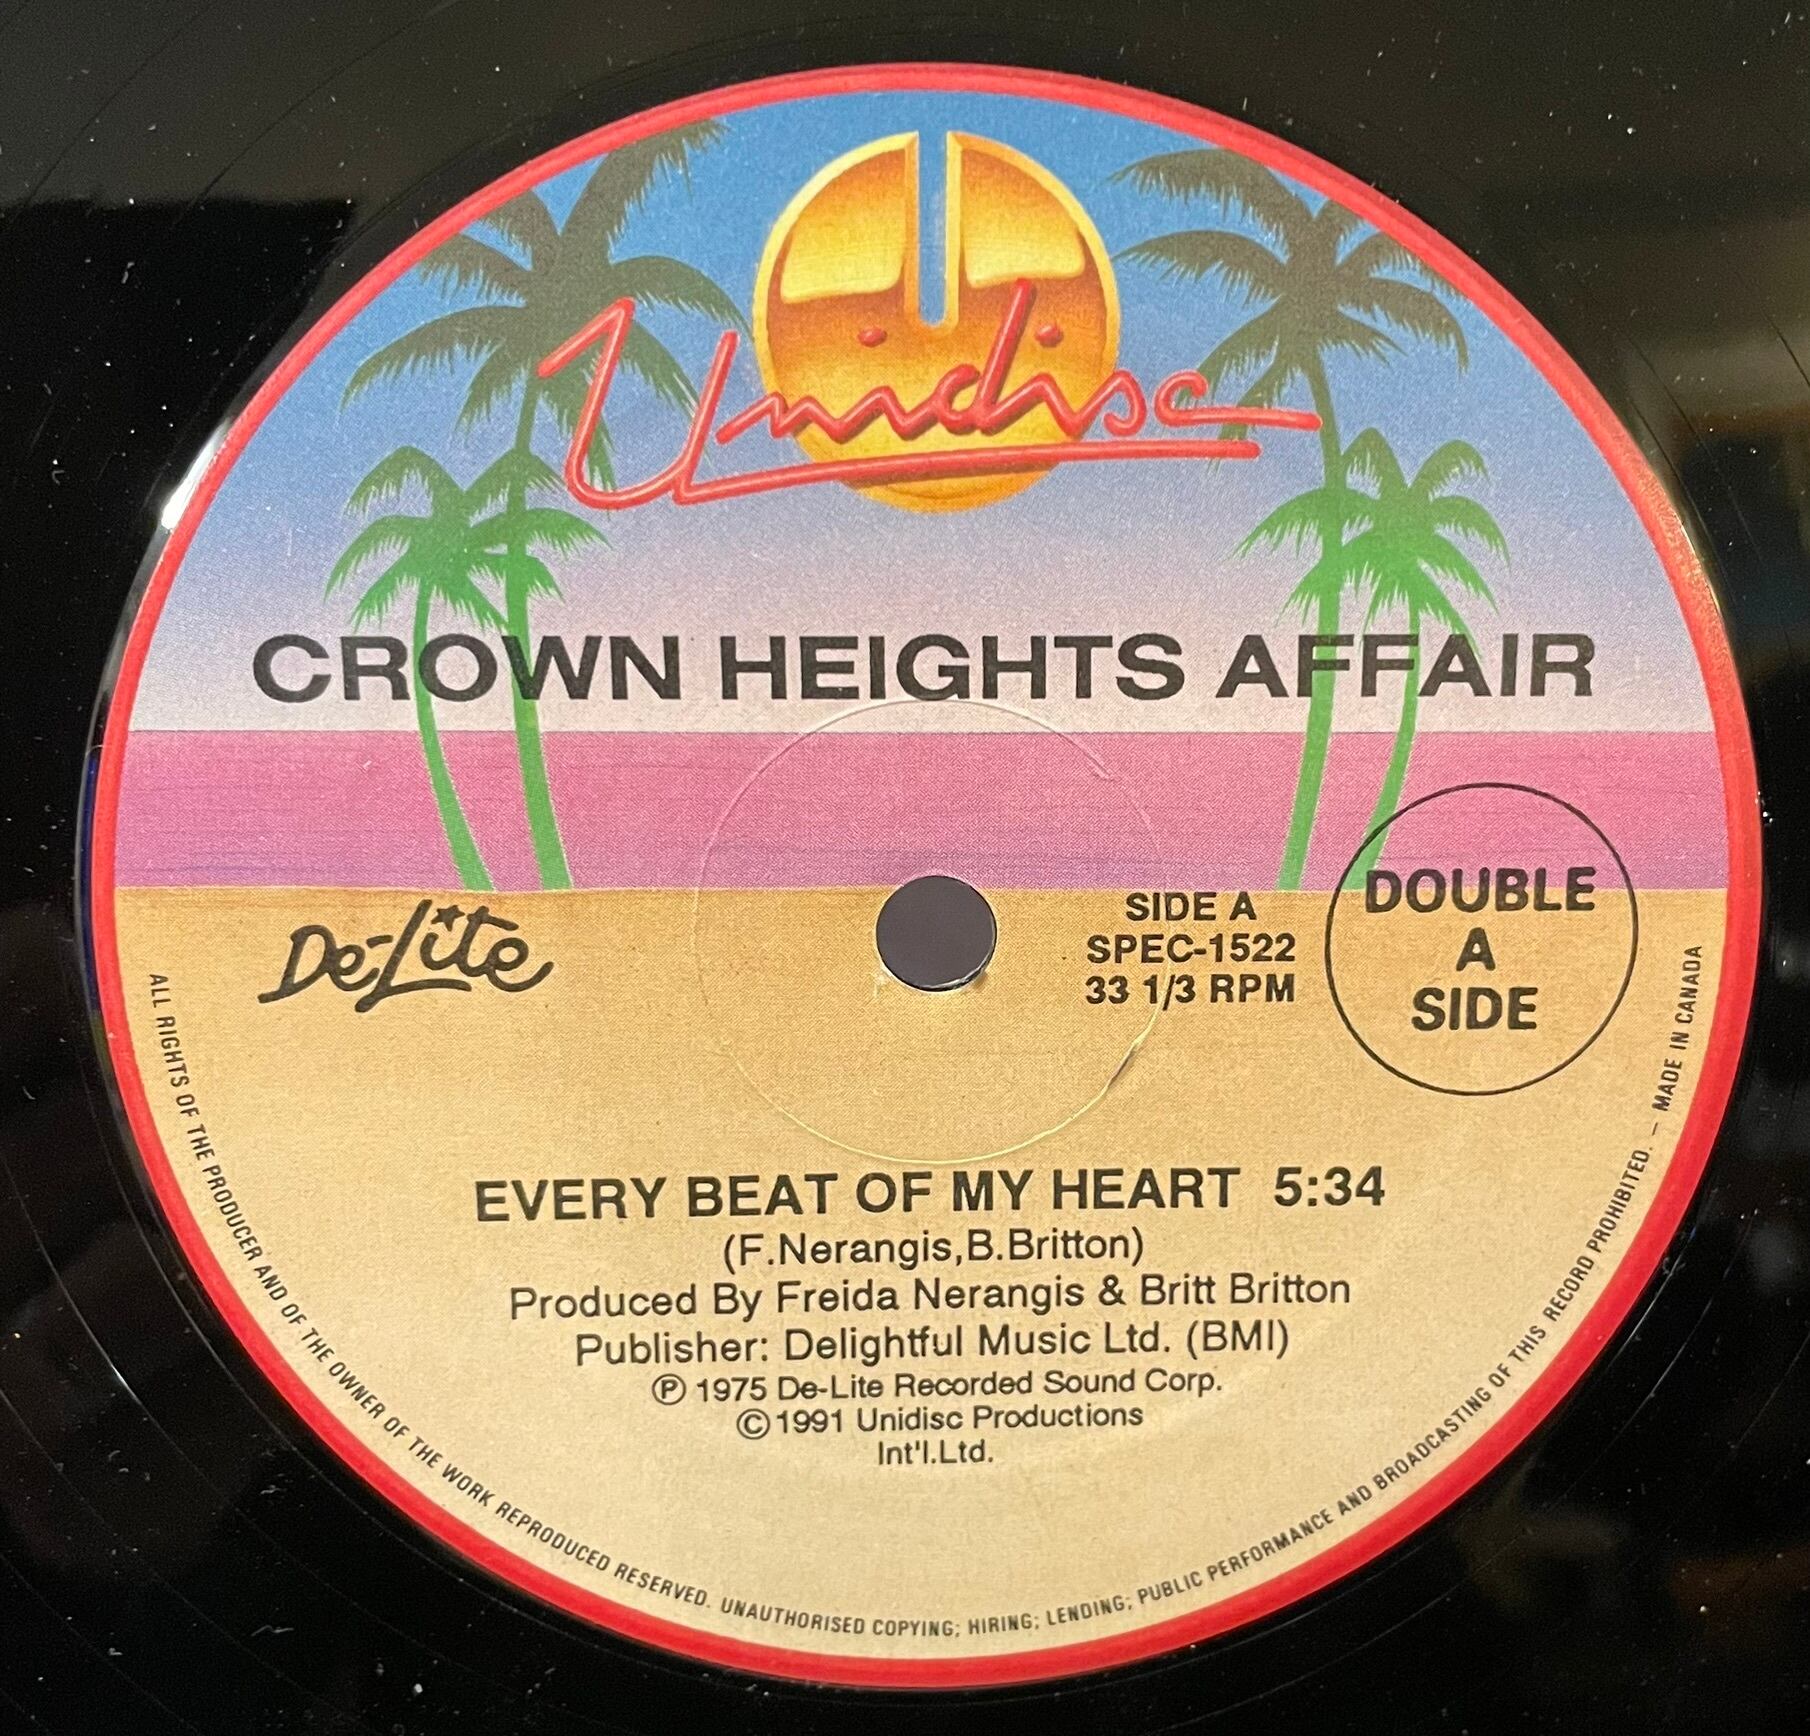 Unidisc
CROWN HEIGHTS AFFAIR
De-Lite
SIDE A
SPEC-1522
33 1/3 RPM
DOUBLE
A
SIDE
EVERY BEAT OF MY HEART 5:34
(F.Nerangis,B.Britton)
Produced By Freida Nerangis & Britt Britton
Publisher: Delightful Music Ltd. (BMI)
℗ 1975 De-Lite Recorded Sound Corp.
© 1991 Unidisc Productions
Int'l.Ltd.
ALL RIGHTS OF THE PRODUCER AND OF THE OWNER OF THE WORK REPRODUCED RESERVED. UNAUTHORISED COPYING; HIRING; LENDING; PUBLIC PERFORMANCE AND BROADCASTING OF THIS RECORD PROHIBITED. – MADE IN CANADA